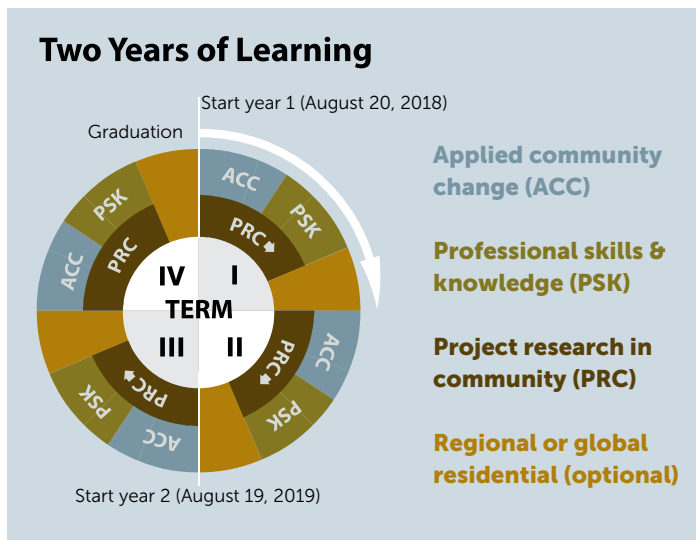 Two Years of Learning
Start year 1 (August 20, 2018)
Graduation
ACC
PSK
PRC
ACC
PRC
PSK
ACC
PRC
PSK
ACC
PRC
PSK
IV
I
TERM
III
II
Start year 2 (August 19, 2019)
Applied community
change (ACC)
Professional skills &
knowledge (PSK)
Project research in
community (PRC)
Regional or global
residential (optional)